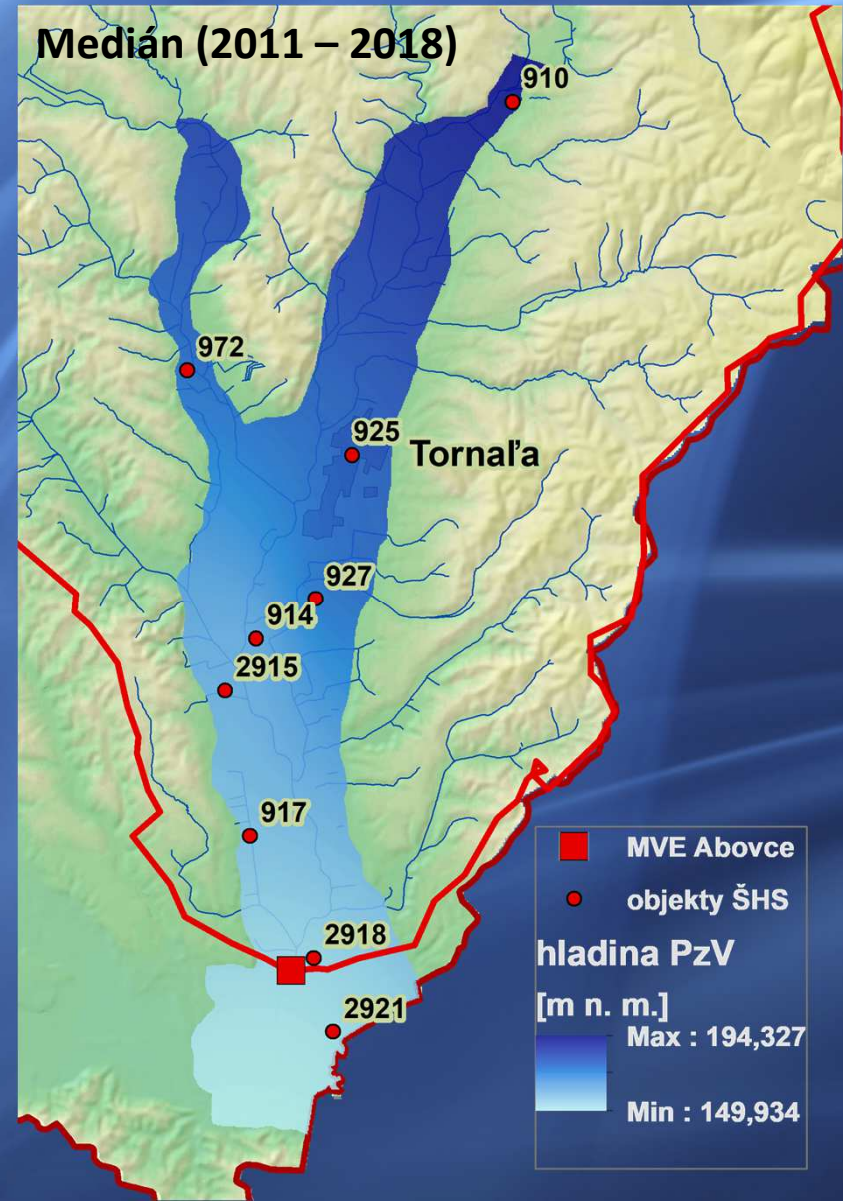 Medián (2011 – 2018)
910
972
925
Tornaľa
927
914
2915
917
2918
2921
MVE Abovce
objekty ŠHS
hladina PzV
[m n. m.]
Max : 194,327
Min : 149,934